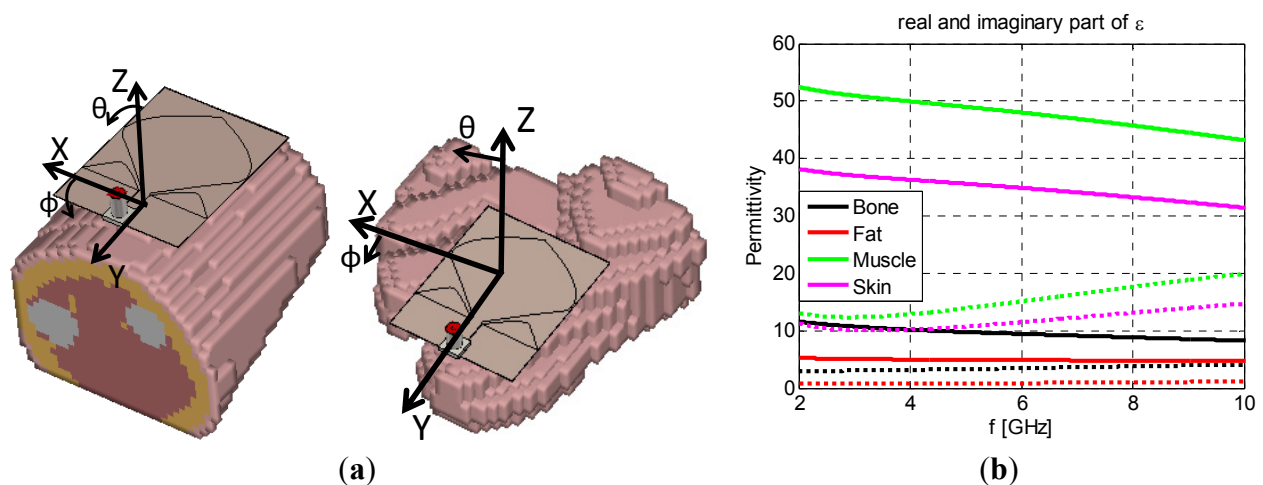 Z
θ
X
ϕ
Y
Z
θ
X
ϕ
Y
(a)
real and imaginary part of ε
60
50
40
30
20
10
0
Permittivity
Bone
Fat
Muscle
Skin
2 4 6 8 10
f [GHz]
(b)